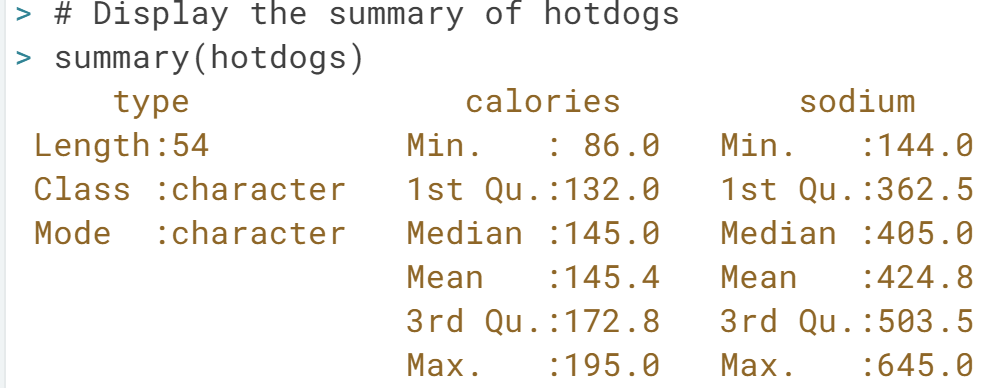 > # Display the summary of hotdogs
> summary(hotdogs)
     type              calories         sodium
 Length:54          Min.   : 86.0   Min.   :144.0
 Class :character   1st Qu.:132.0   1st Qu.:362.5
 Mode  :character   Median :145.0   Median :405.0
                    Mean   :145.4   Mean   :424.8
                    3rd Qu.:172.8   3rd Qu.:503.5
                    Max.   :195.0   Max.   :645.0